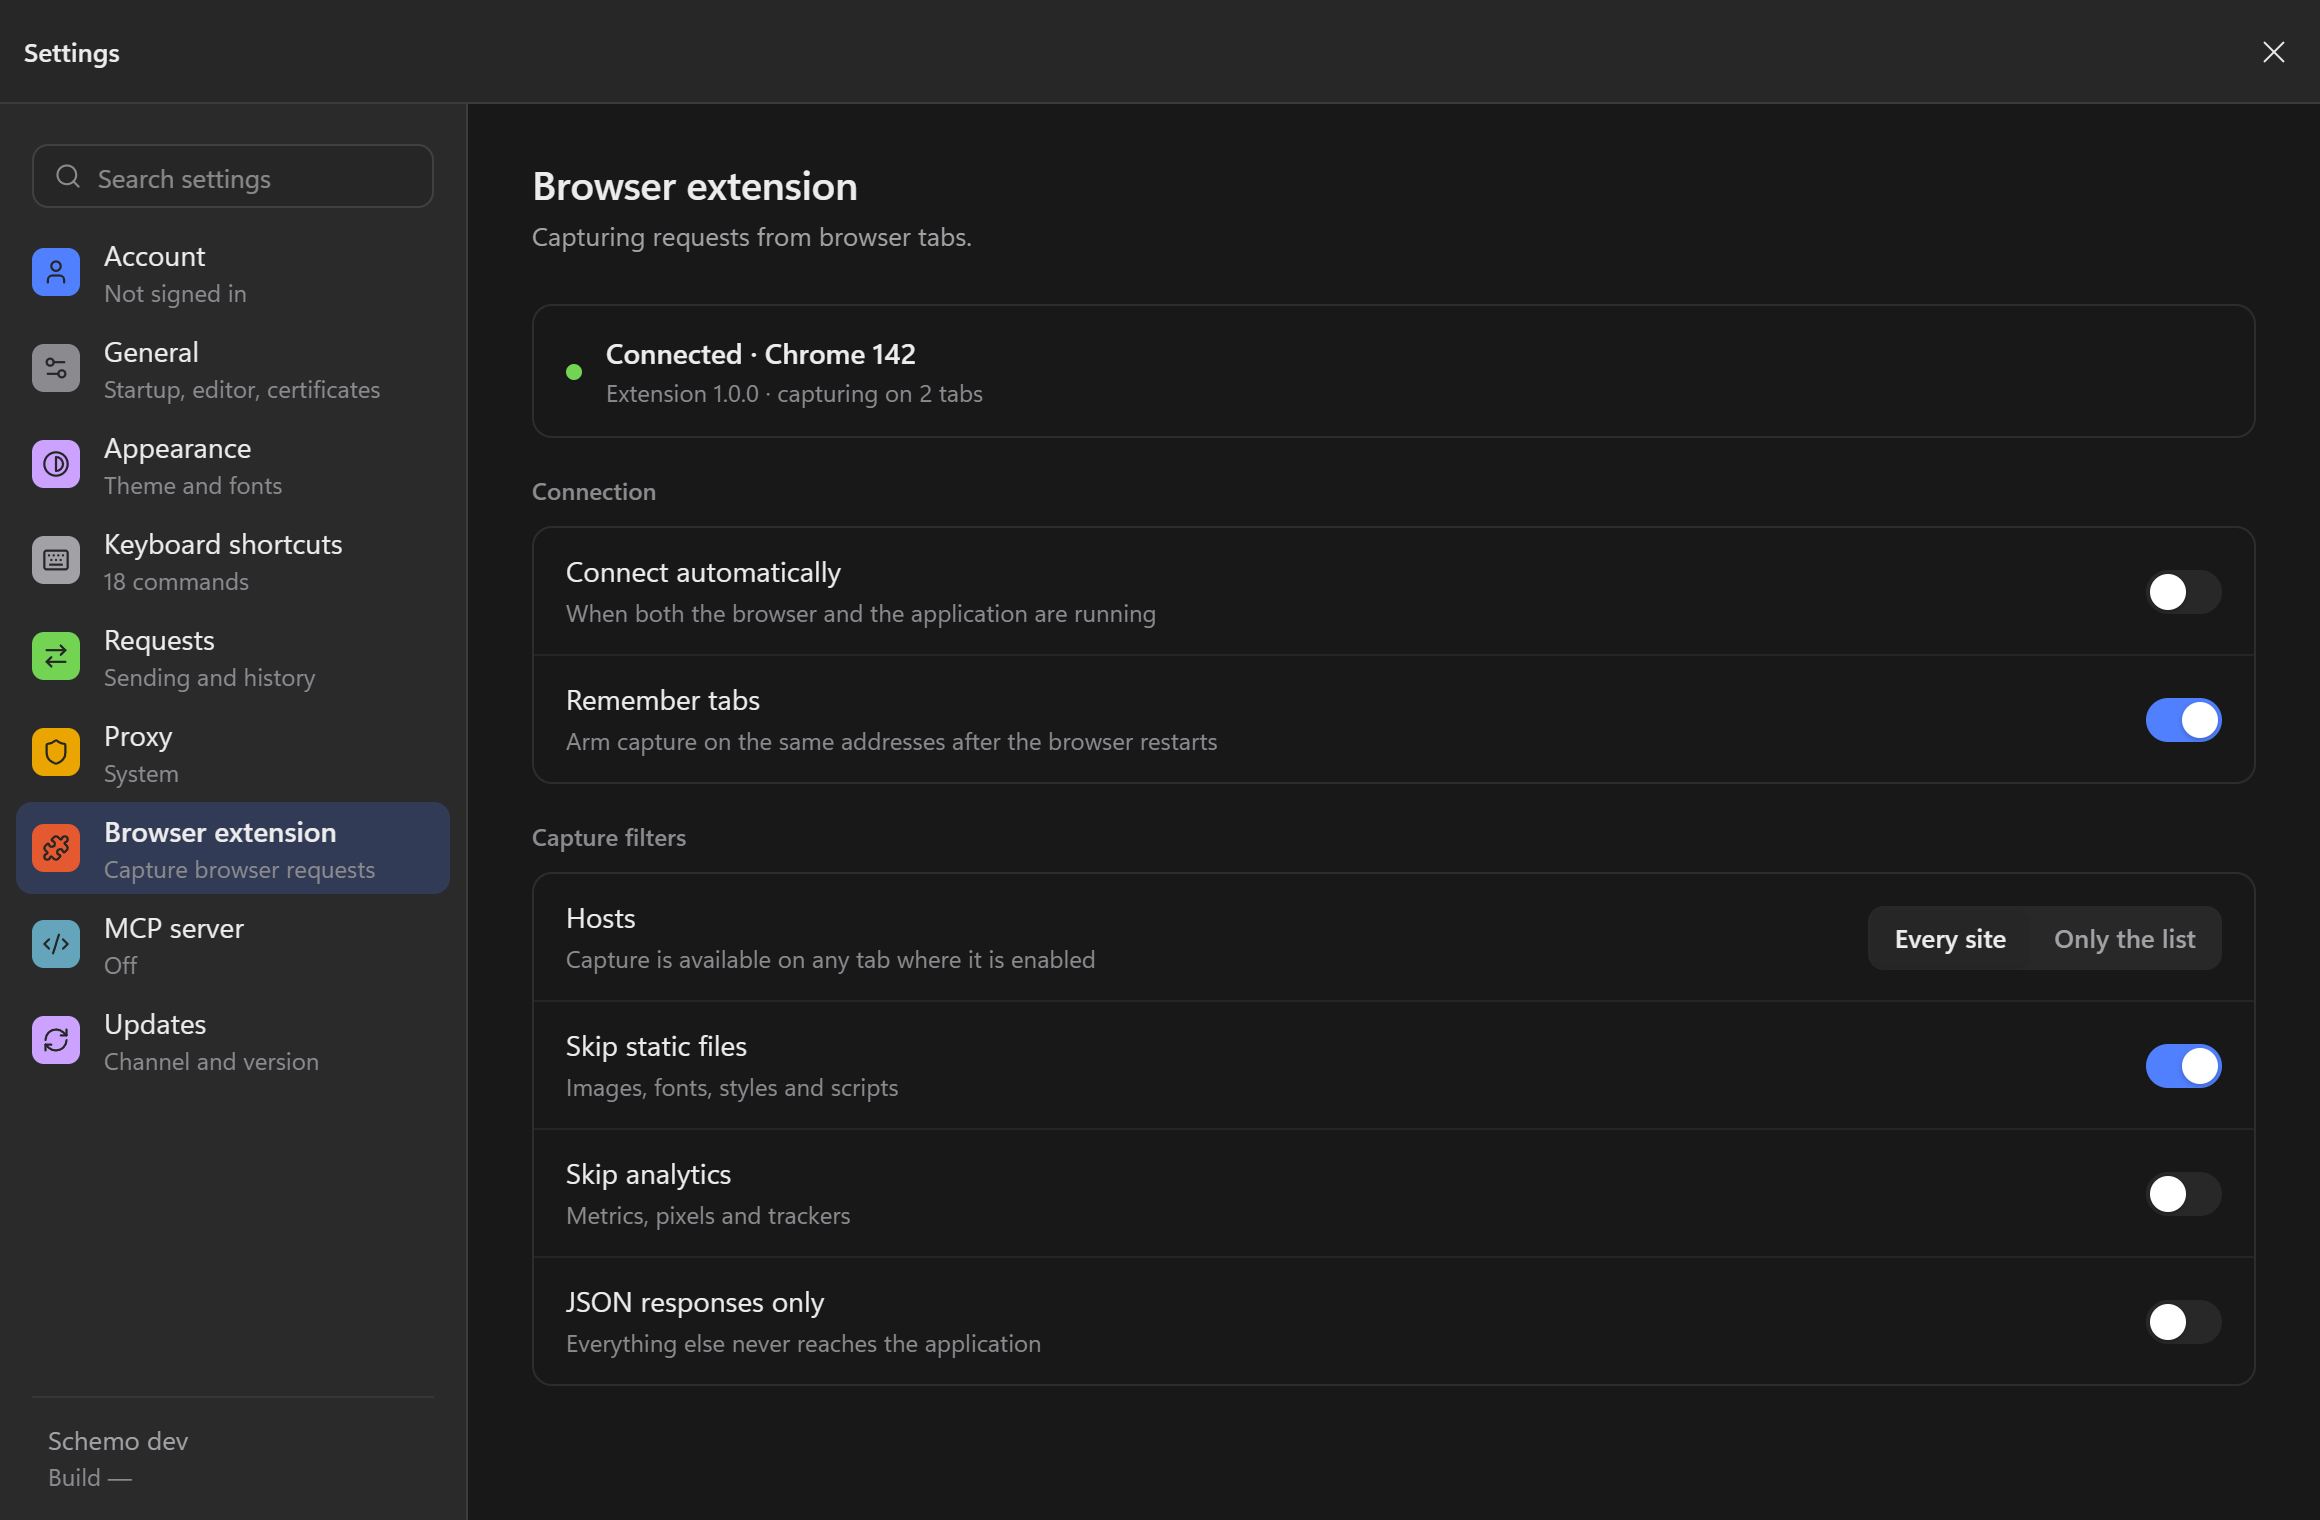 Settings
Search settings
Account
Not signed in
General
Startup, editor, certificates
Appearance
Theme and fonts
Keyboard shortcuts
18 commands
Requests
Sending and history
Proxy
System
Browser extension
Capture browser requests
MCP server
Off
Updates
Channel and version
Schemo dev
Build —
Browser extension
Capturing requests from browser tabs.
Connected · Chrome 142
Extension 1.0.0 · capturing on 2 tabs
Connection
Connect automatically
When both the browser and the application are running
Remember tabs
Arm capture on the same addresses after the browser restarts
Capture filters
Hosts
Capture is available on any tab where it is enabled
Every site Only the list
Skip static files
Images, fonts, styles and scripts
Skip analytics
Metrics, pixels and trackers
JSON responses only
Everything else never reaches the application